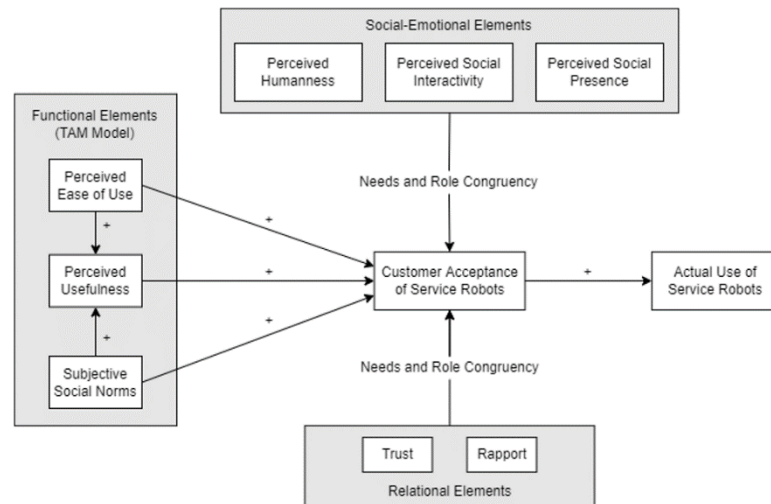 Social-Emotional Elements
Perceived
Humanness
Perceived Social
Interactivity
Perceived Social
Presence
Functional Elements
(TAM Model)
Perceived
Ease of Use
+
Perceived
Usefulness
+
Subjective
Social Norms
+
+
+
Needs and Role Congruency
Customer Acceptance
of Service Robots
+
Actual Use of
Service Robots
Needs and Role Congruency
Trust
Rapport
Relational Elements